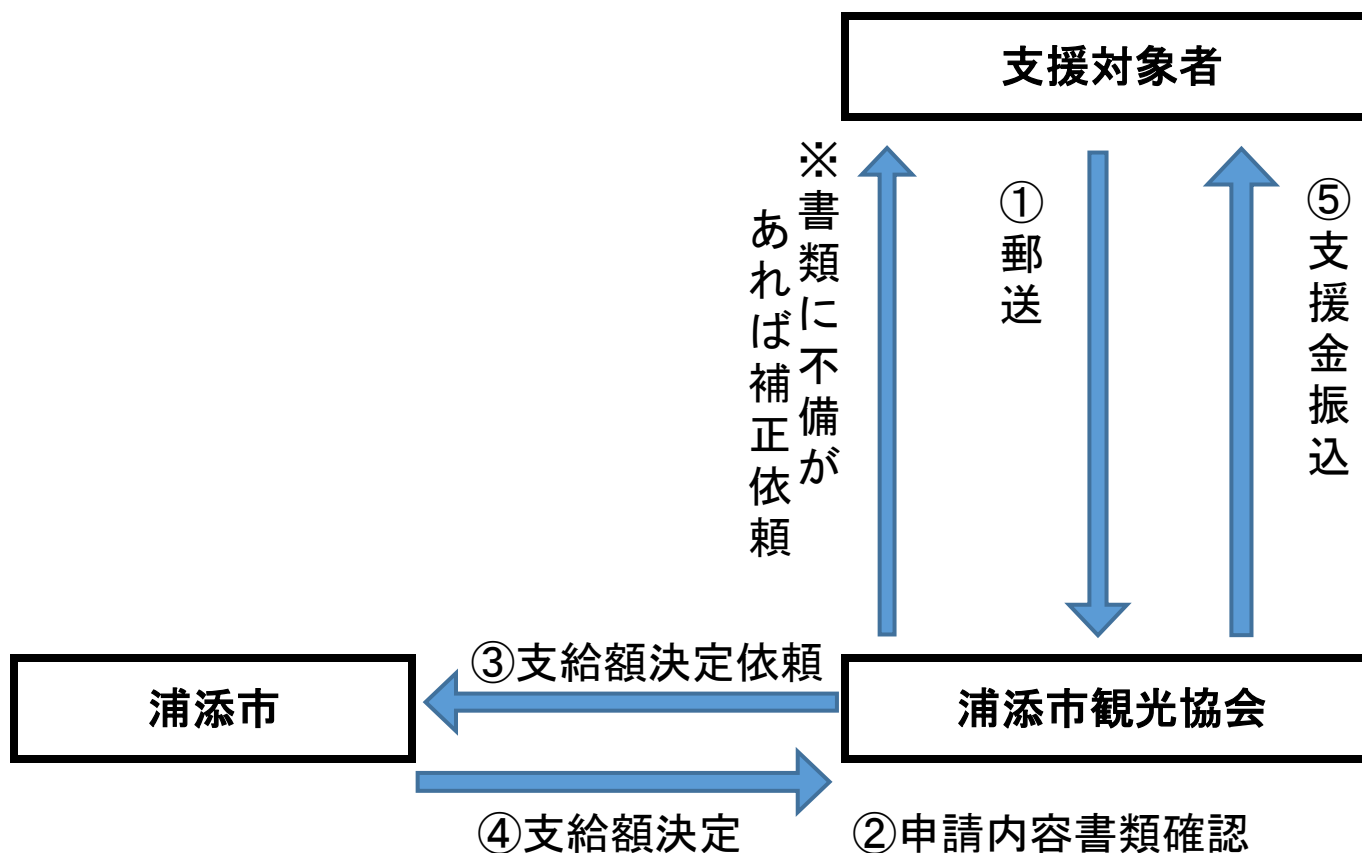 支援対象者
※書類に不備が
あれば補正依頼
①郵送
⑤支援金振込
③支給額決定依頼
浦添市
浦添市観光協会
④支給額決定
②申請内容書類確認